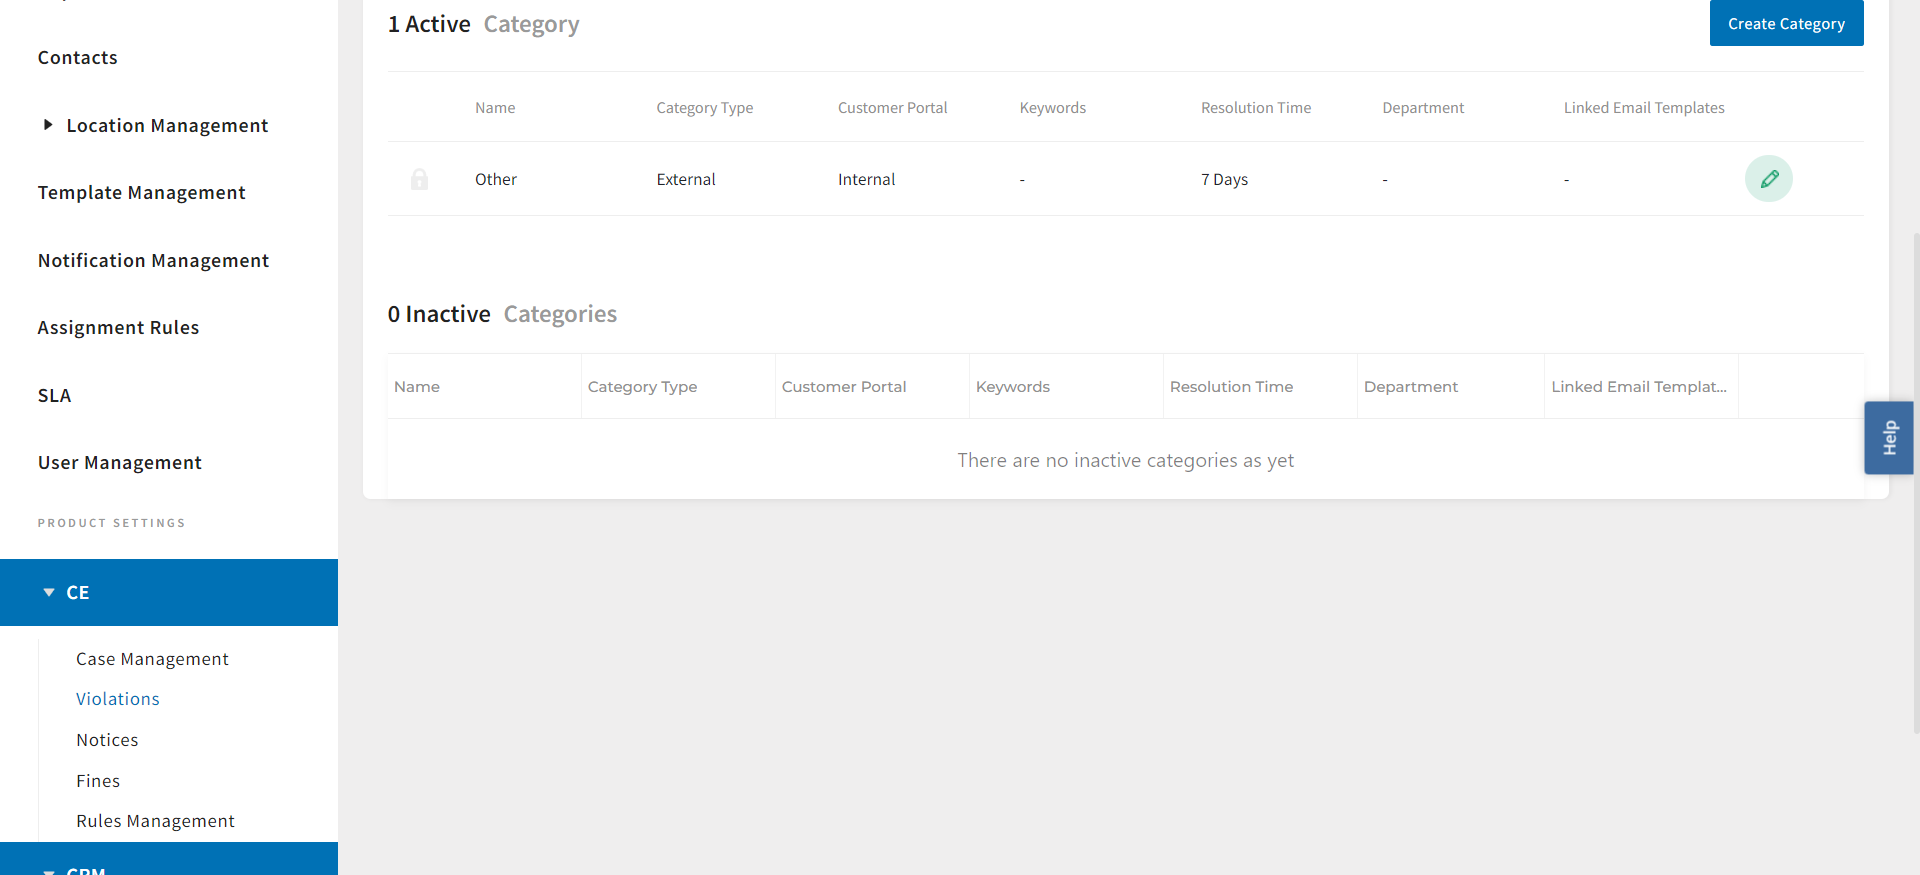 Contacts
Location Management
Template Management
Notification Management
Assignment Rules
SLA
User Management
PRODUCT SETTINGS
CE
Case Management
Violations
Notices
Fines
Rules Management
CRM
1 Active Category
Create Category
Name Category Type Customer Portal Keywords Resolution Time Department Linked Email Templates
Other External Internal - 7 Days - -
0 Inactive Categories
Name Category Type Customer Portal Keywords Resolution Time Department Linked Email Templat...
There are no inactive categories as yet
Help